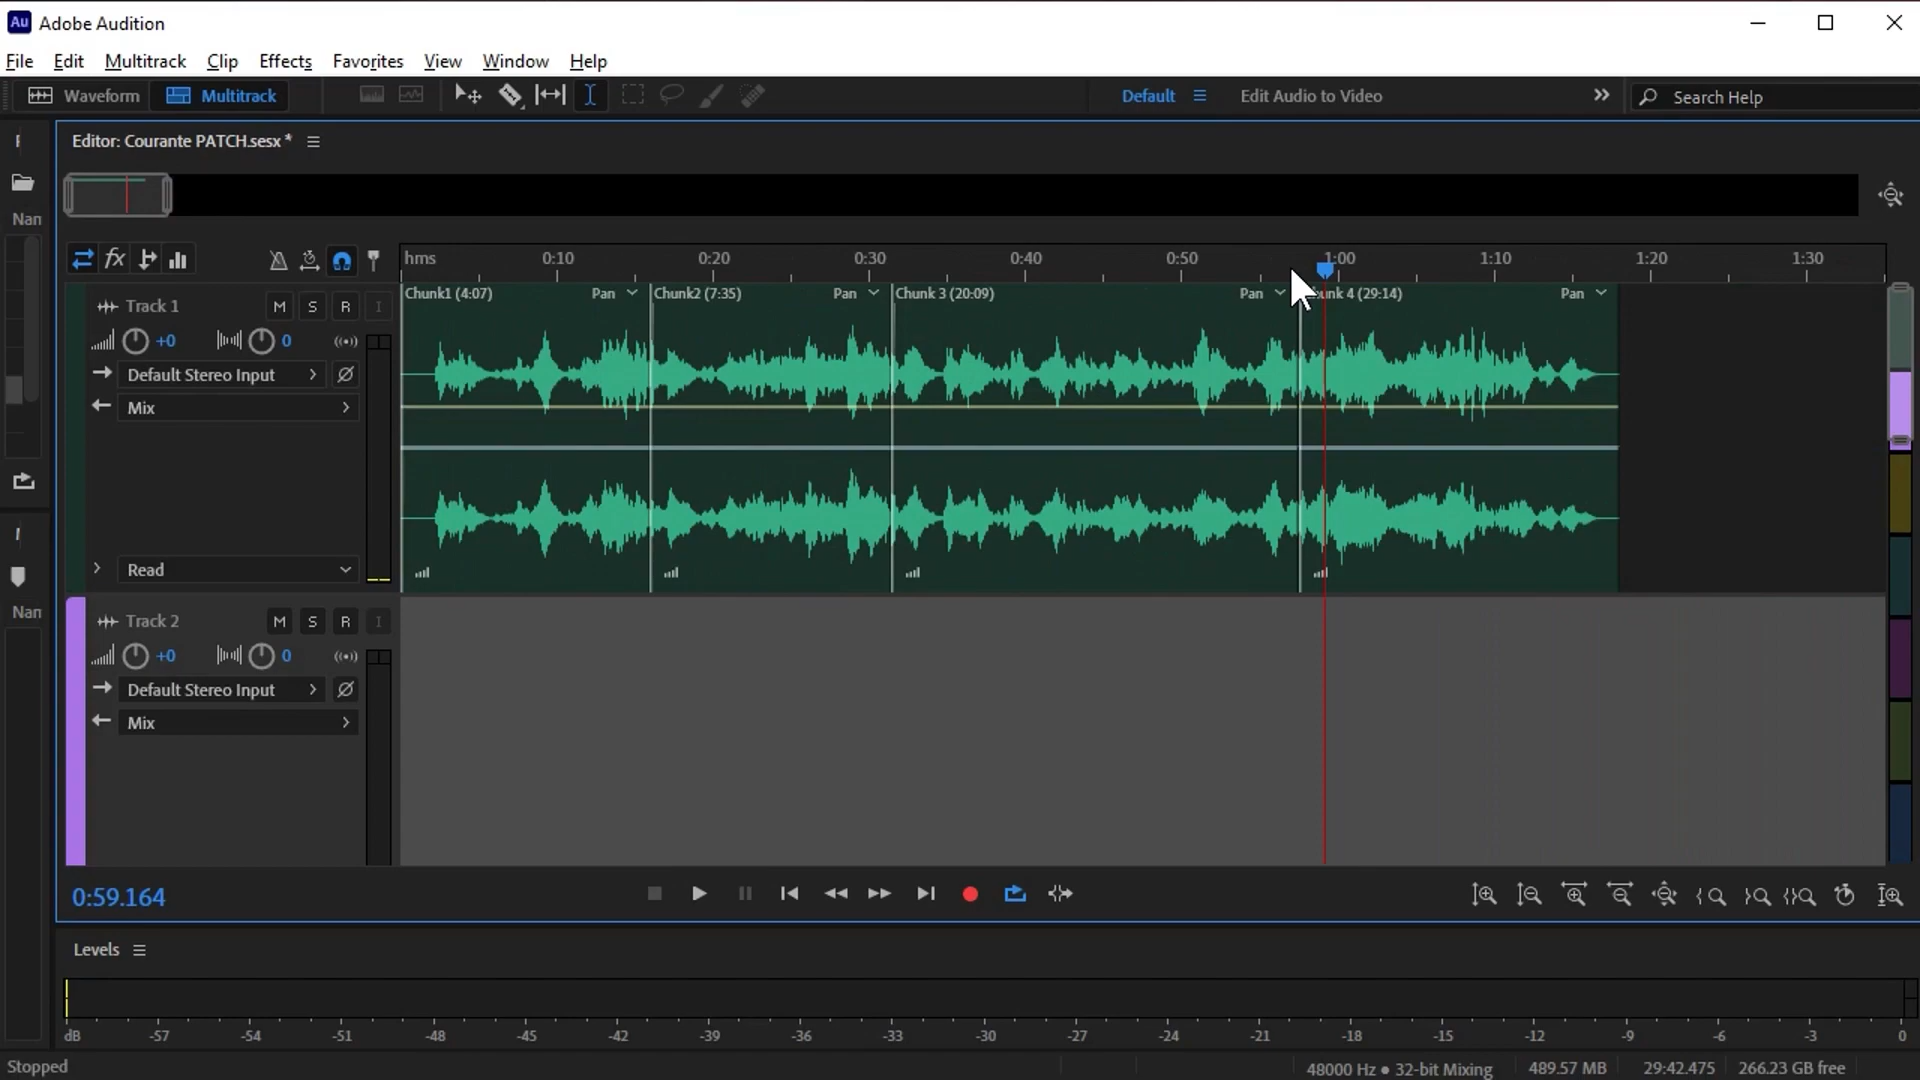 Au Adobe Audition
File Edit Multitrack Clip Effects Favorites View Window Help
Waveform Multitrack Default Edit Audio to Video Search Help
Editor: Courante PATCH.sesx *
Nan
hms 0:10 0:20 0:30 0:40 0:50 1:00 1:10 1:20 1:30
Chunk1 (4:07) Pan Chunk2 (7:35) Pan Chunk 3 (20:09) Pan unk 4 (29:14) Pan
Track 1 M S R I
+0 0
Default Stereo Input
Mix
Read
Nan
Track 2 M S R I
+0 0
Default Stereo Input
Mix
0:59.164
Levels
dB -57 -54 -51 -48 -45 -42 -39 -36 -33 -30 -27 -24 -21 -18 -15 -12 -9 -6 -3 0
Stopped 48000 Hz ● 32-bit Mixing 489.57 MB 29:42.475 266.23 GB free